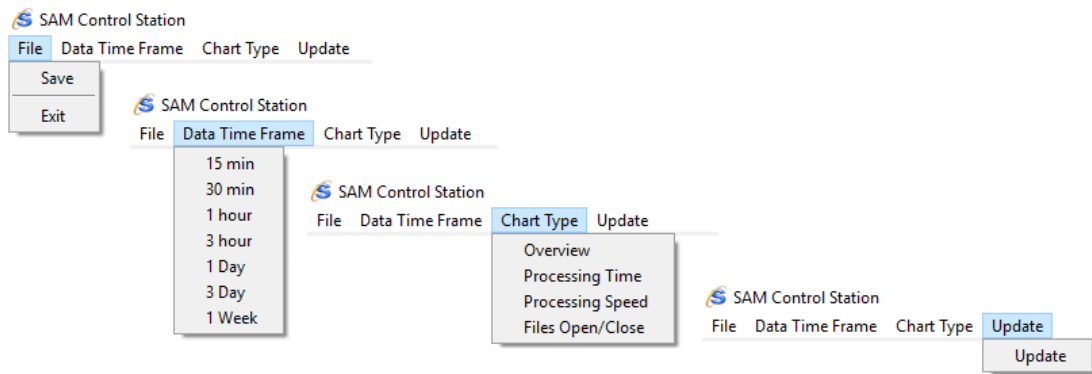 SAM Control Station
File Data Time Frame Chart Type Update
Save
Exit
SAM Control Station
File Data Time Frame Chart Type Update
15 min
30 min
1 hour
3 hour
1 Day
3 Day
1 Week
SAM Control Station
File Data Time Frame Chart Type Update
Overview
Processing Time
Processing Speed
Files Open/Close
SAM Control Station
File Data Time Frame Chart Type Update
Update